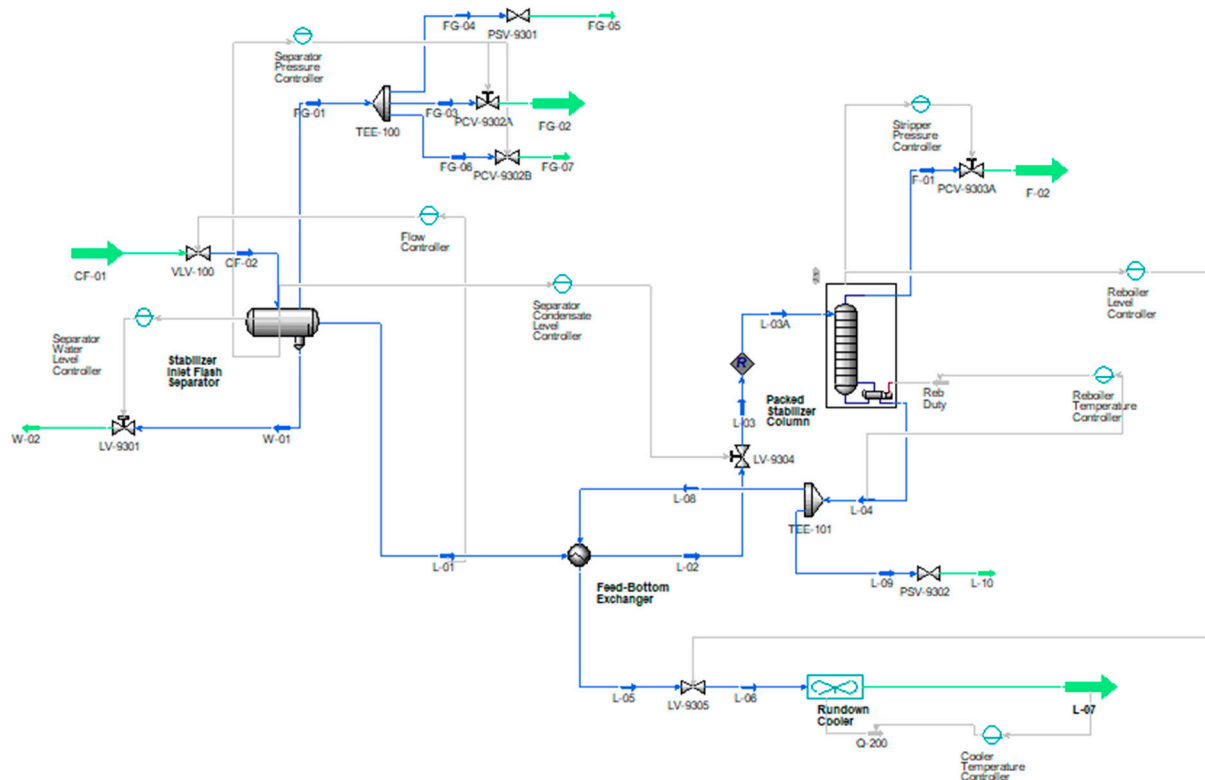 FG-04
PSV-9301
FG-05
Separator
Pressure
Controller
FG-01
TEE-100
FG-03
PCV-9302A
FG-02
FG-06
PCV-9302B
FG-07
Stripper
Pressure
Controller
F-01
PCV-9303A
F-02
CF-01
VLV-100
CF-02
Flow
Controller
Separator
Water
Level
Controller
Stabilizer
Inlet Flash
Separator
Separator
Condensate
Level
Controller
W-02
LV-9301
W-01
L-03A
R
Packed
Stabilizer
Column
L-03
LV-9304
Reboiler
Level
Controller
Reb
Duty
Reboiler
Temperature
Controller
L-08
TEE-101
L-04
L-01
L-02
Feed-Bottom
Exchanger
L-09
PSV-9302
L-10
L-05
LV-9305
L-06
Rundown
Cooler
L-07
Q-200
Cooler
Temperature
Controller